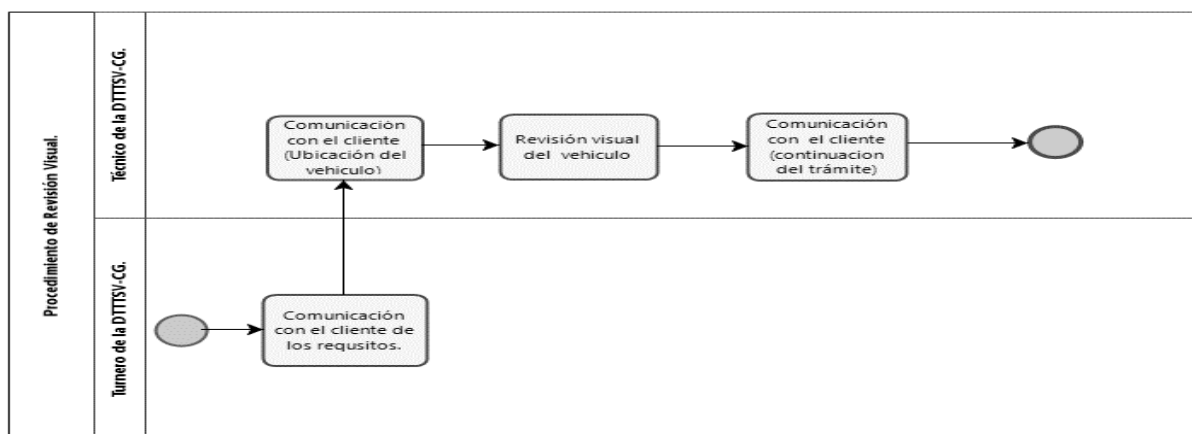 Procedimiento de Revisión Visual.
Técnico de la DTTTSV-CG.
Comunicación
con el cliente
(Ubicación del
vehiculo)
Revisión visual
del vehiculo
Comunicación
con el cliente
(continuacion
del trámite)
Turnero de la DTTTSV-CG.
Comunicación
con el cliente de
los requsitos.